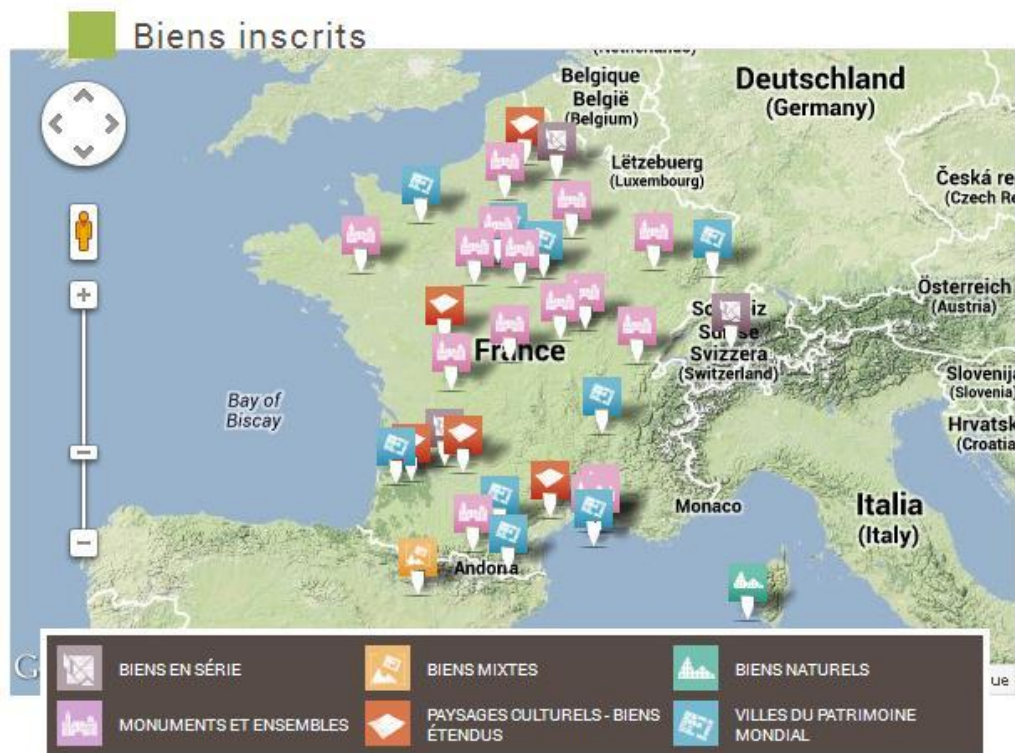 Biens inscrits
(Netherlands)
Belgique
België
(Belgium)
Deutschland
(Germany)
Lëtzebuerg
(Luxembourg)
Česká re
(Czech Re
Österreich
(Austria)
France
Svizzera
(Switzerland)
Slovenija
(Slovenia)
Hrvatsk
(Croatia
Bay of
Biscay
Monaco
Italia
(Italy)
G
ue
BIENS EN SÉRIE
BIENS MIXTES
BIENS NATURELS
MONUMENTS ET ENSEMBLES
PAYSAGES CULTURELS - BIENS
ÉTENDUS
VILLES DU PATRIMOINE
MONDIAL